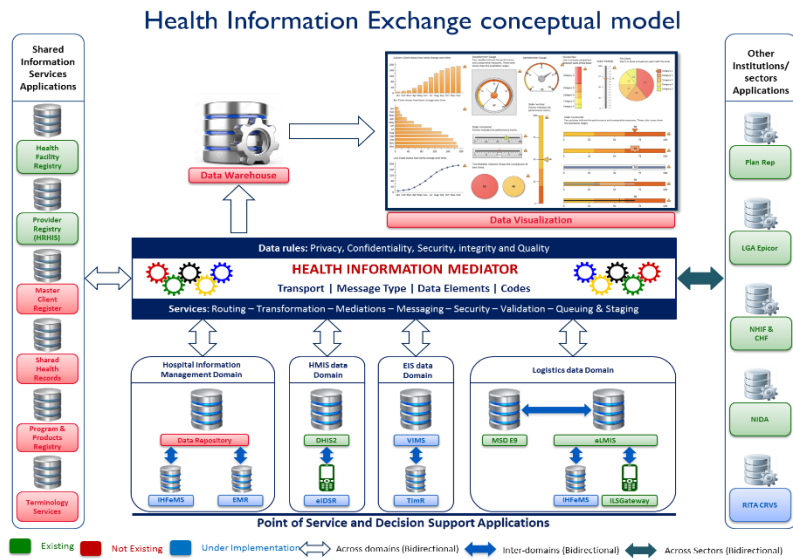 Health Information Exchange conceptual model
Shared
Information
Services
Applications
Health
Facility
Registry
Provider
Registry
(HRHIS)
Master
Client
Register
Shared
Health
Records
Program &
Products
Registry
Terminology
Services
Data Warehouse
Data Visualization
Data rules: Privacy, Confidentiality, Security, integrity and Quality
HEALTH INFORMATION MEDIATOR
Transport | Message Type | Data Elements | Codes
Services: Routing – Transformation – Mediations – Messaging – Security – Validation – Queuing & Staging
Hospital Information
Management Domain
Data Repository
IHFeMS
EMR
HMIS data
Domain
DHIS2
eIDSR
EIS data
Domain
VIMS
TImR
Logistics data Domain
MSD E9
eLMIS
IHFeMS
ILSGateway
Point of Service and Decision Support Applications
Other
Institutions/
sectors
Applications
Plan Rep
LGA Epicor
NHIF &
CHF
NIDA
RITA CRVS
Existing
Not Existing
Under Implementation
Across domains (Bidirectional)
Inter-domains (Bidirectional)
Across Sectors (Bidirectional)